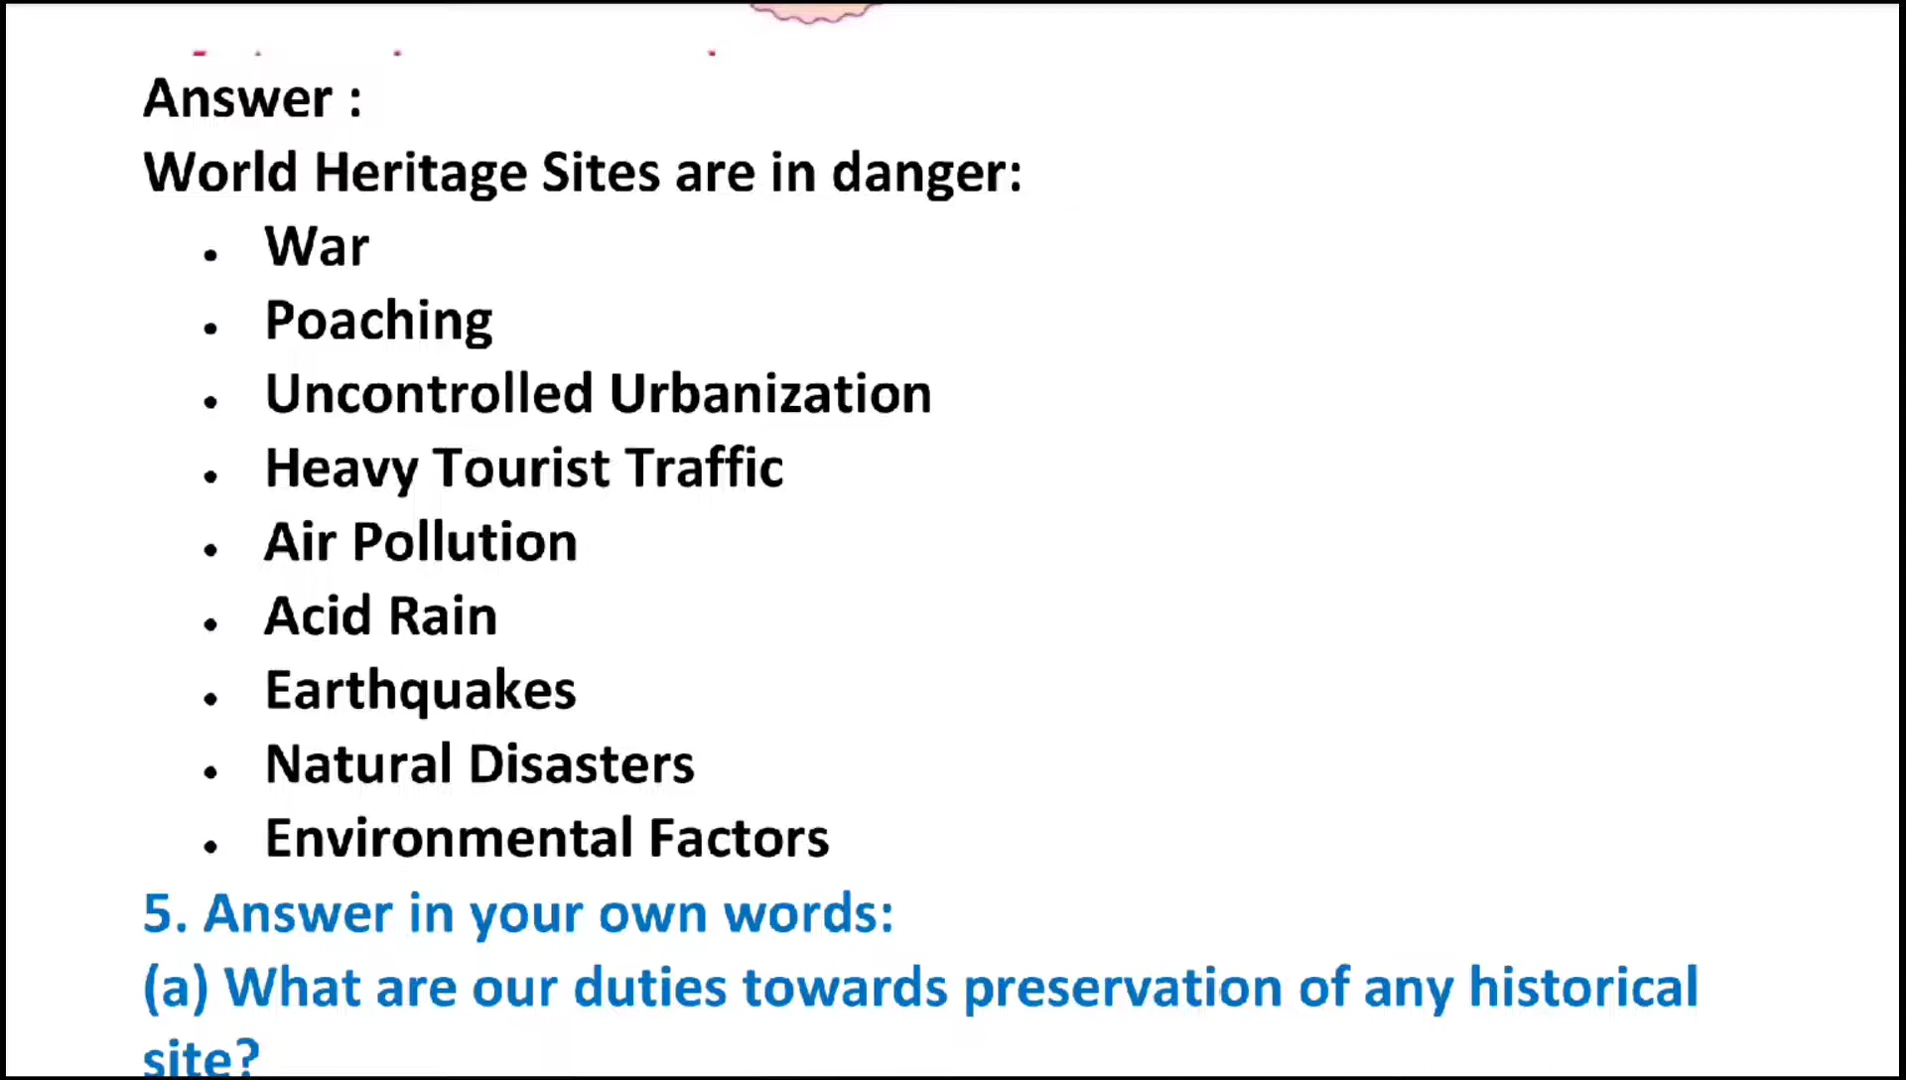 Answer :
World Heritage Sites are in danger:
• War
• Poaching
• Uncontrolled Urbanization
• Heavy Tourist Traffic
• Air Pollution
• Acid Rain
• Earthquakes
• Natural Disasters
• Environmental Factors
5. Answer in your own words:
(a) What are our duties towards preservation of any historical
site?